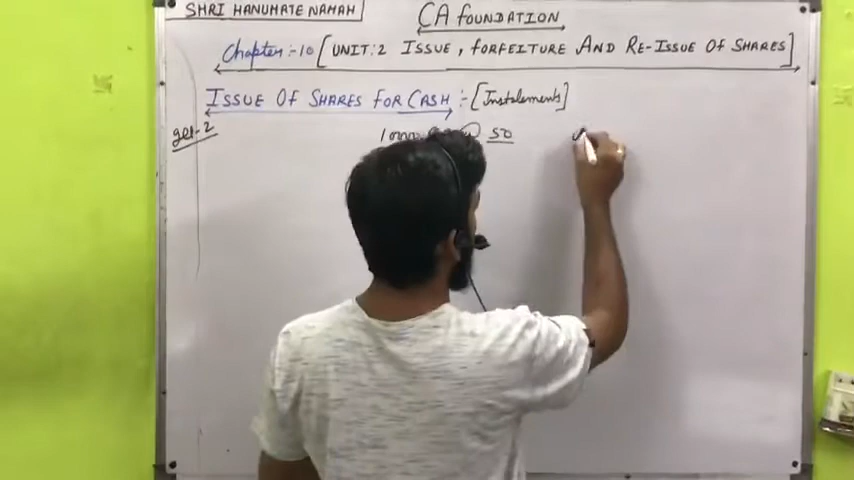 SHRI HANUMATE NAMAH
CA FOUNDATION
Chapter :- 10 [UNIT:2 ISSUE, FORFEITURE AND RE-ISSUE OF SHARES]
ISSUE OF SHARES FOR CASH :- [Instalements]
50